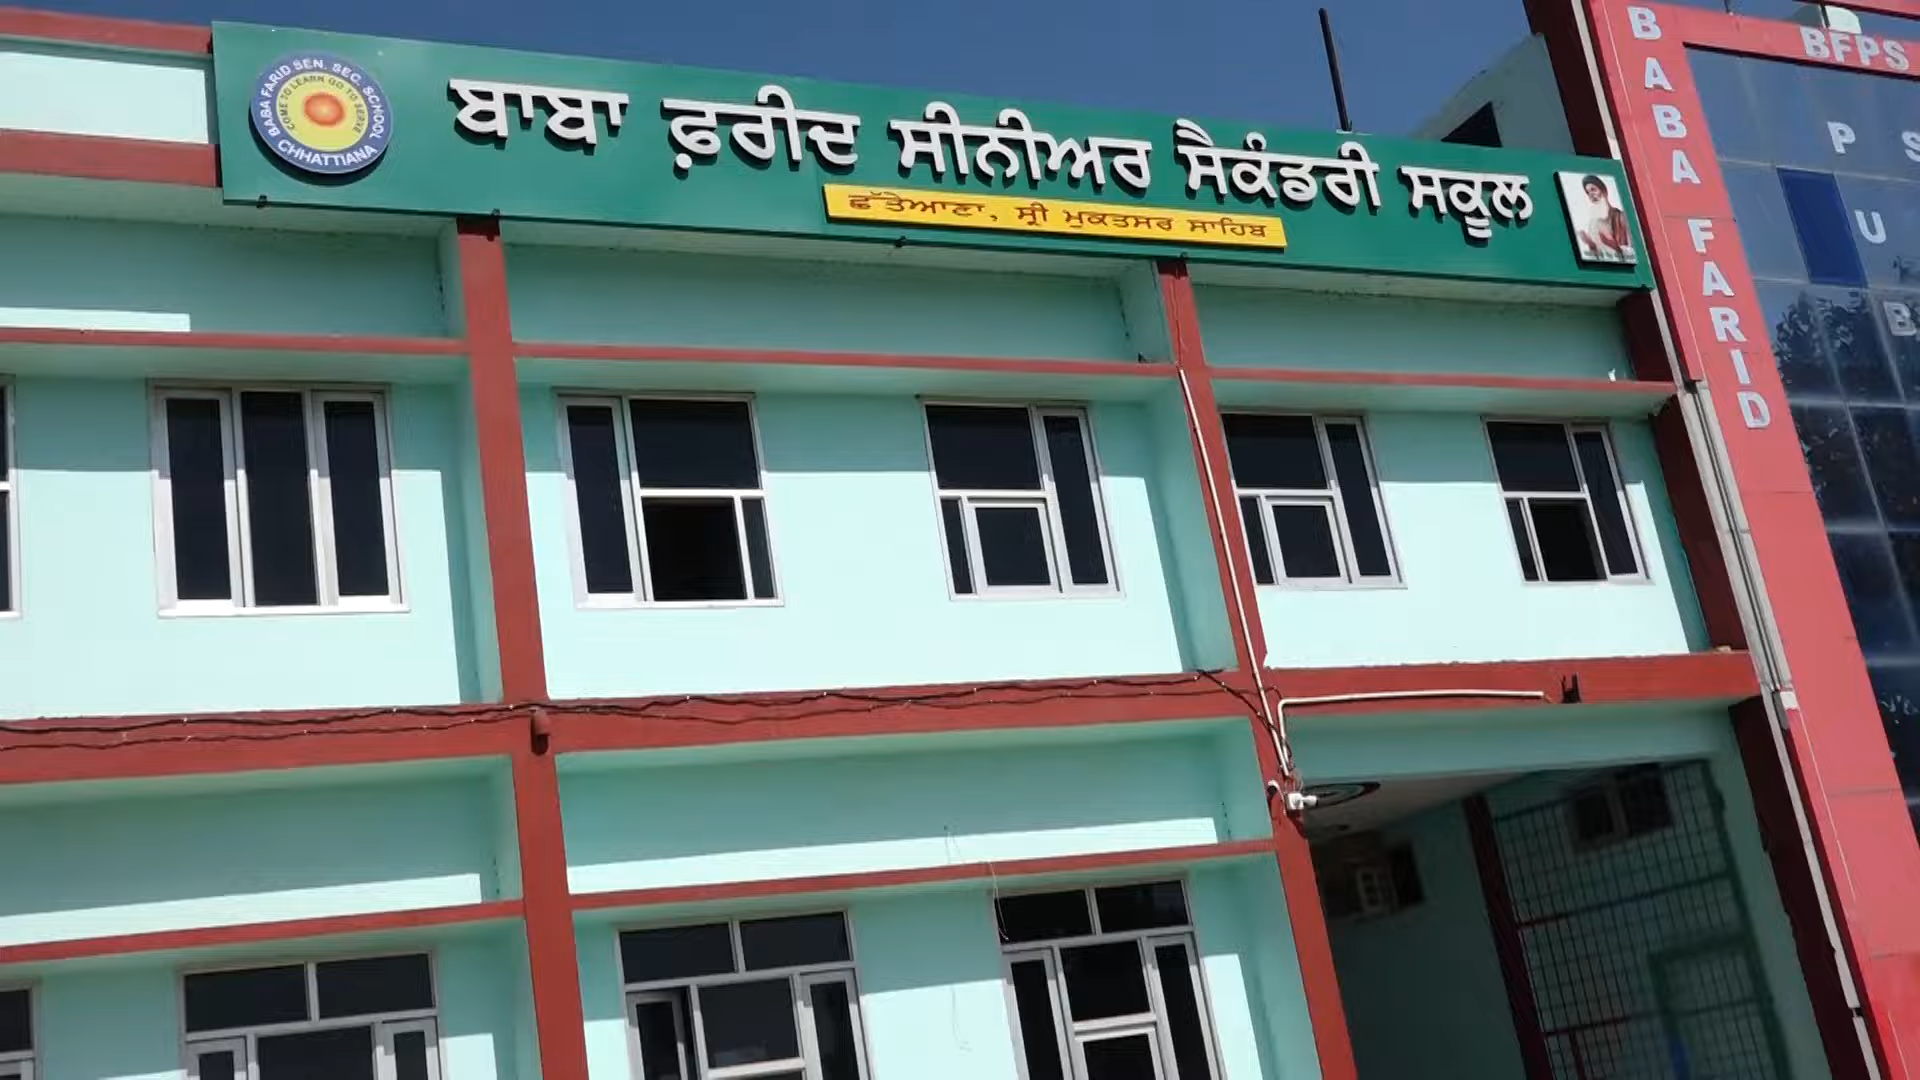 BABA FARID SEN. SEC. SCHOOL
COME TO LEARN GO TO SERVE
CHHATTIANA
ਬਾਬਾ ਫ਼ਰੀਦ ਸੀਨੀਅਰ ਸੈਕੰਡਰੀ ਸਕੂਲ
ਛੱਤੇਆਣਾ, ਸ੍ਰੀ ਮੁਕਤਸਰ ਸਾਹਿਬ
BABA FARID
BFPS
P
U
B
S